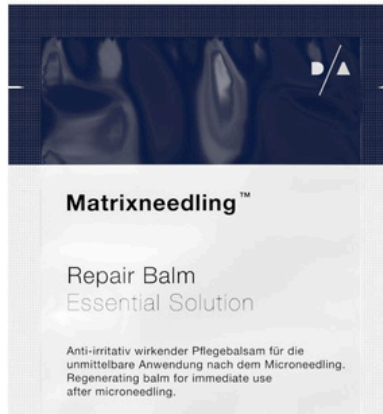 D/A
Matrixneedling™
Repair Balm
Essential Solution
Anti-irritativ wirkender Pflegebalsam für die
unmittelbare Anwendung nach dem Microneedling.
Regenerating balm for immediate use
after microneedling.